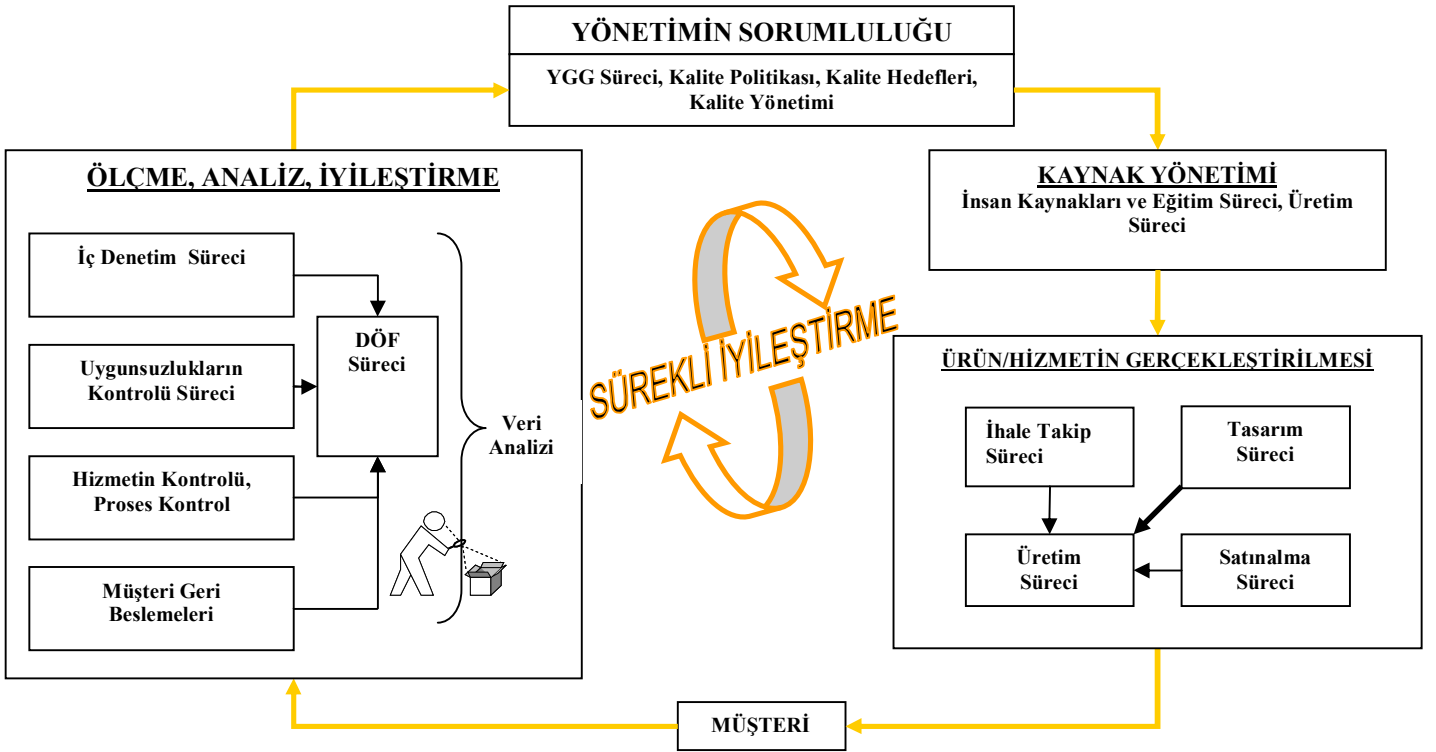 YÖNETİMİN SORUMLULUĞU
YGG Süreci, Kalite Politikası, Kalite Hedefleri,
Kalite Yönetimi
ÖLÇME, ANALİZ, İYİLEŞTİRME
İç Denetim Süreci
Uygunsuzlukların
Kontrolü Süreci
Hizmetin Kontrolü,
Proses Kontrol
Müşteri Geri
Beslemeleri
DÖF
Süreci
Veri
Analizi
SÜREKLİ İYİLEŞTİRME
KAYNAK YÖNETİMİ
İnsan Kaynakları ve Eğitim Süreci, Üretim
Süreci
ÜRÜN/HİZMETİN GERÇEKLEŞTİRİLMESİ
İhale Takip
Süreci
Tasarım
Süreci
Üretim
Süreci
Satınalma
Süreci
MÜŞTERİ